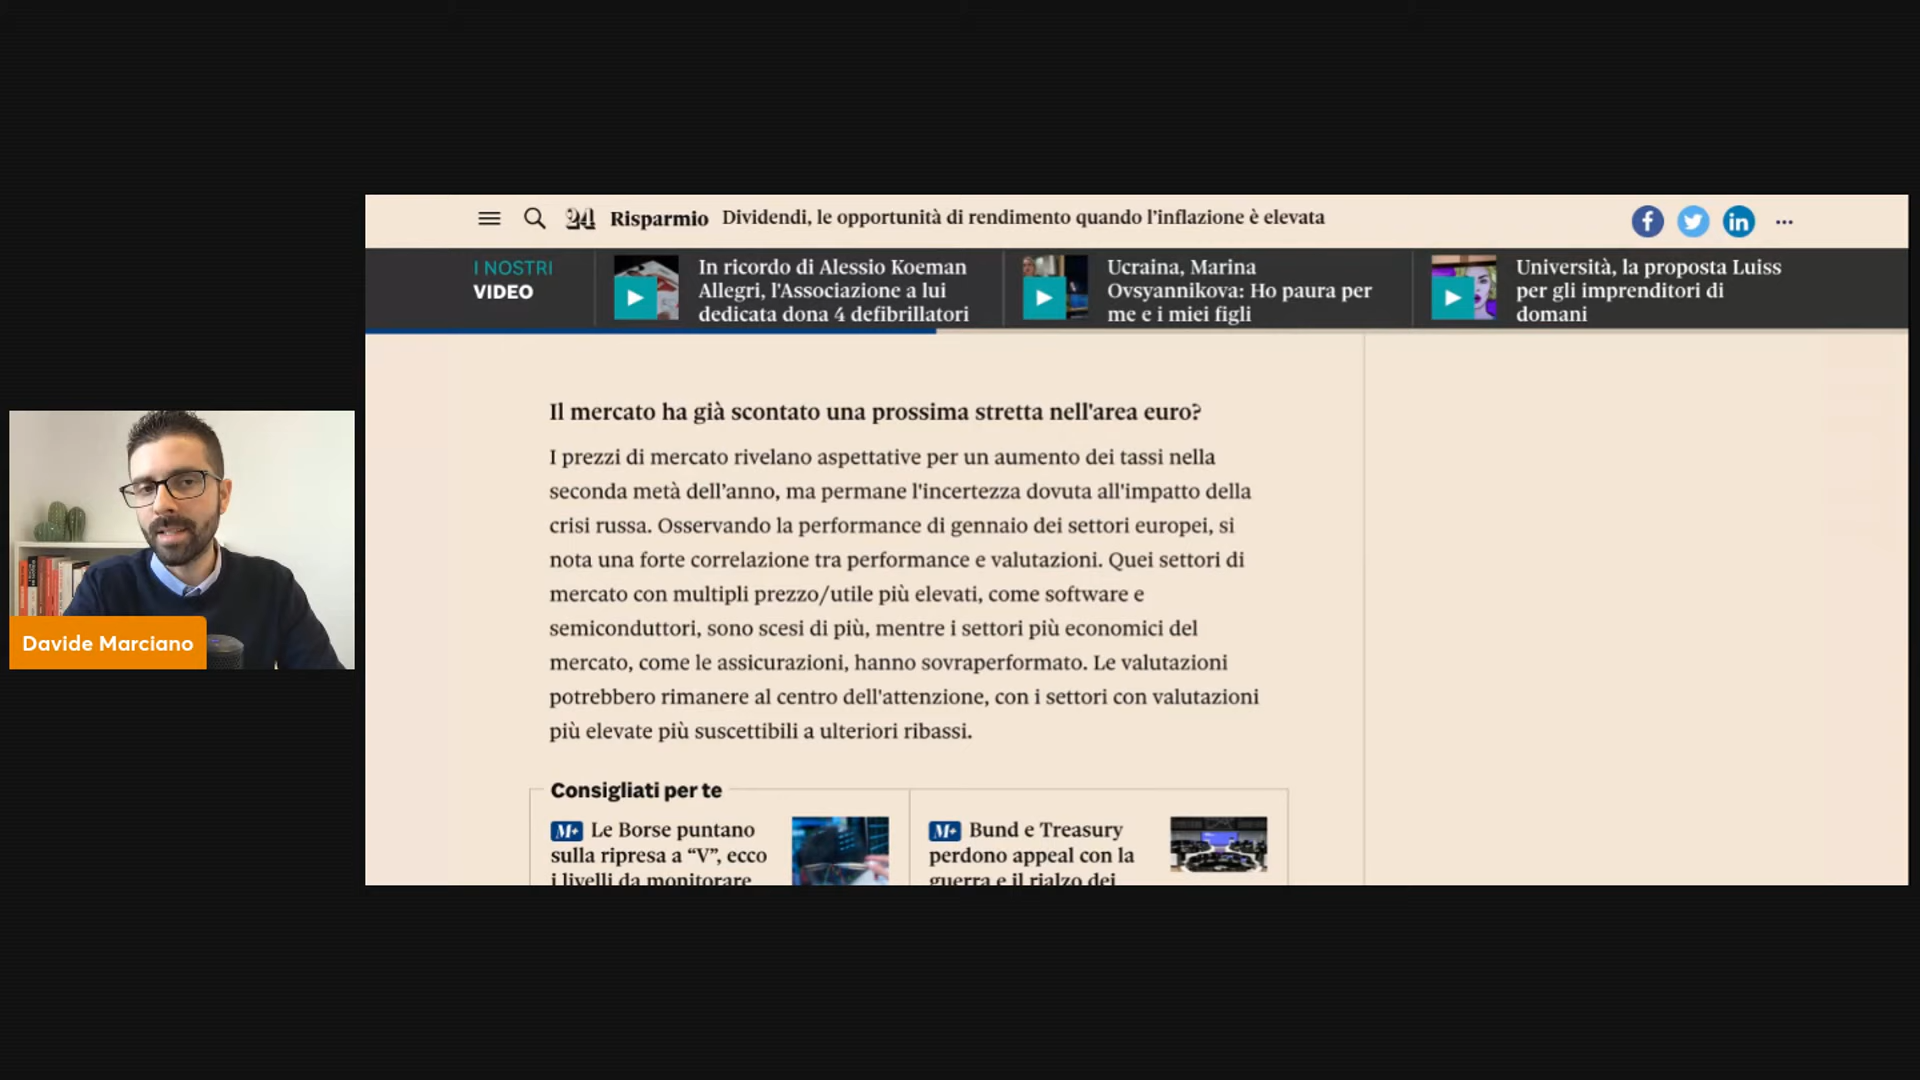 24 Risparmio Dividendi, le opportunità di rendimento quando l'inflazione è elevata
I NOSTRI
VIDEO
In ricordo di Alessio Koeman
Allegri, l'Associazione a lui
dedicata dona 4 defibrillatori
Ucraina, Marina
Ovsyannikova: Ho paura per
me e i miei figli
Università, la proposta Luiss
per gli imprenditori di
domani
Il mercato ha già scontato una prossima stretta nell'area euro?
I prezzi di mercato rivelano aspettative per un aumento dei tassi nella
seconda metà dell'anno, ma permane l'incertezza dovuta all'impatto della
crisi russa. Osservando la performance di gennaio dei settori europei, si
nota una forte correlazione tra performance e valutazioni. Quei settori di
mercato con multipli prezzo/utile più elevati, come software e
semiconduttori, sono scesi di più, mentre i settori più economici del
mercato, come le assicurazioni, hanno sovraperformato. Le valutazioni
potrebbero rimanere al centro dell'attenzione, con i settori con valutazioni
più elevate più suscettibili a ulteriori ribassi.
Consigliati per te
M+ Le Borse puntano
sulla ripresa a “V”, ecco
i livelli da monitorare
M+ Bund e Treasury
perdono appeal con la
guerra e il rialzo dei
Davide Marciano